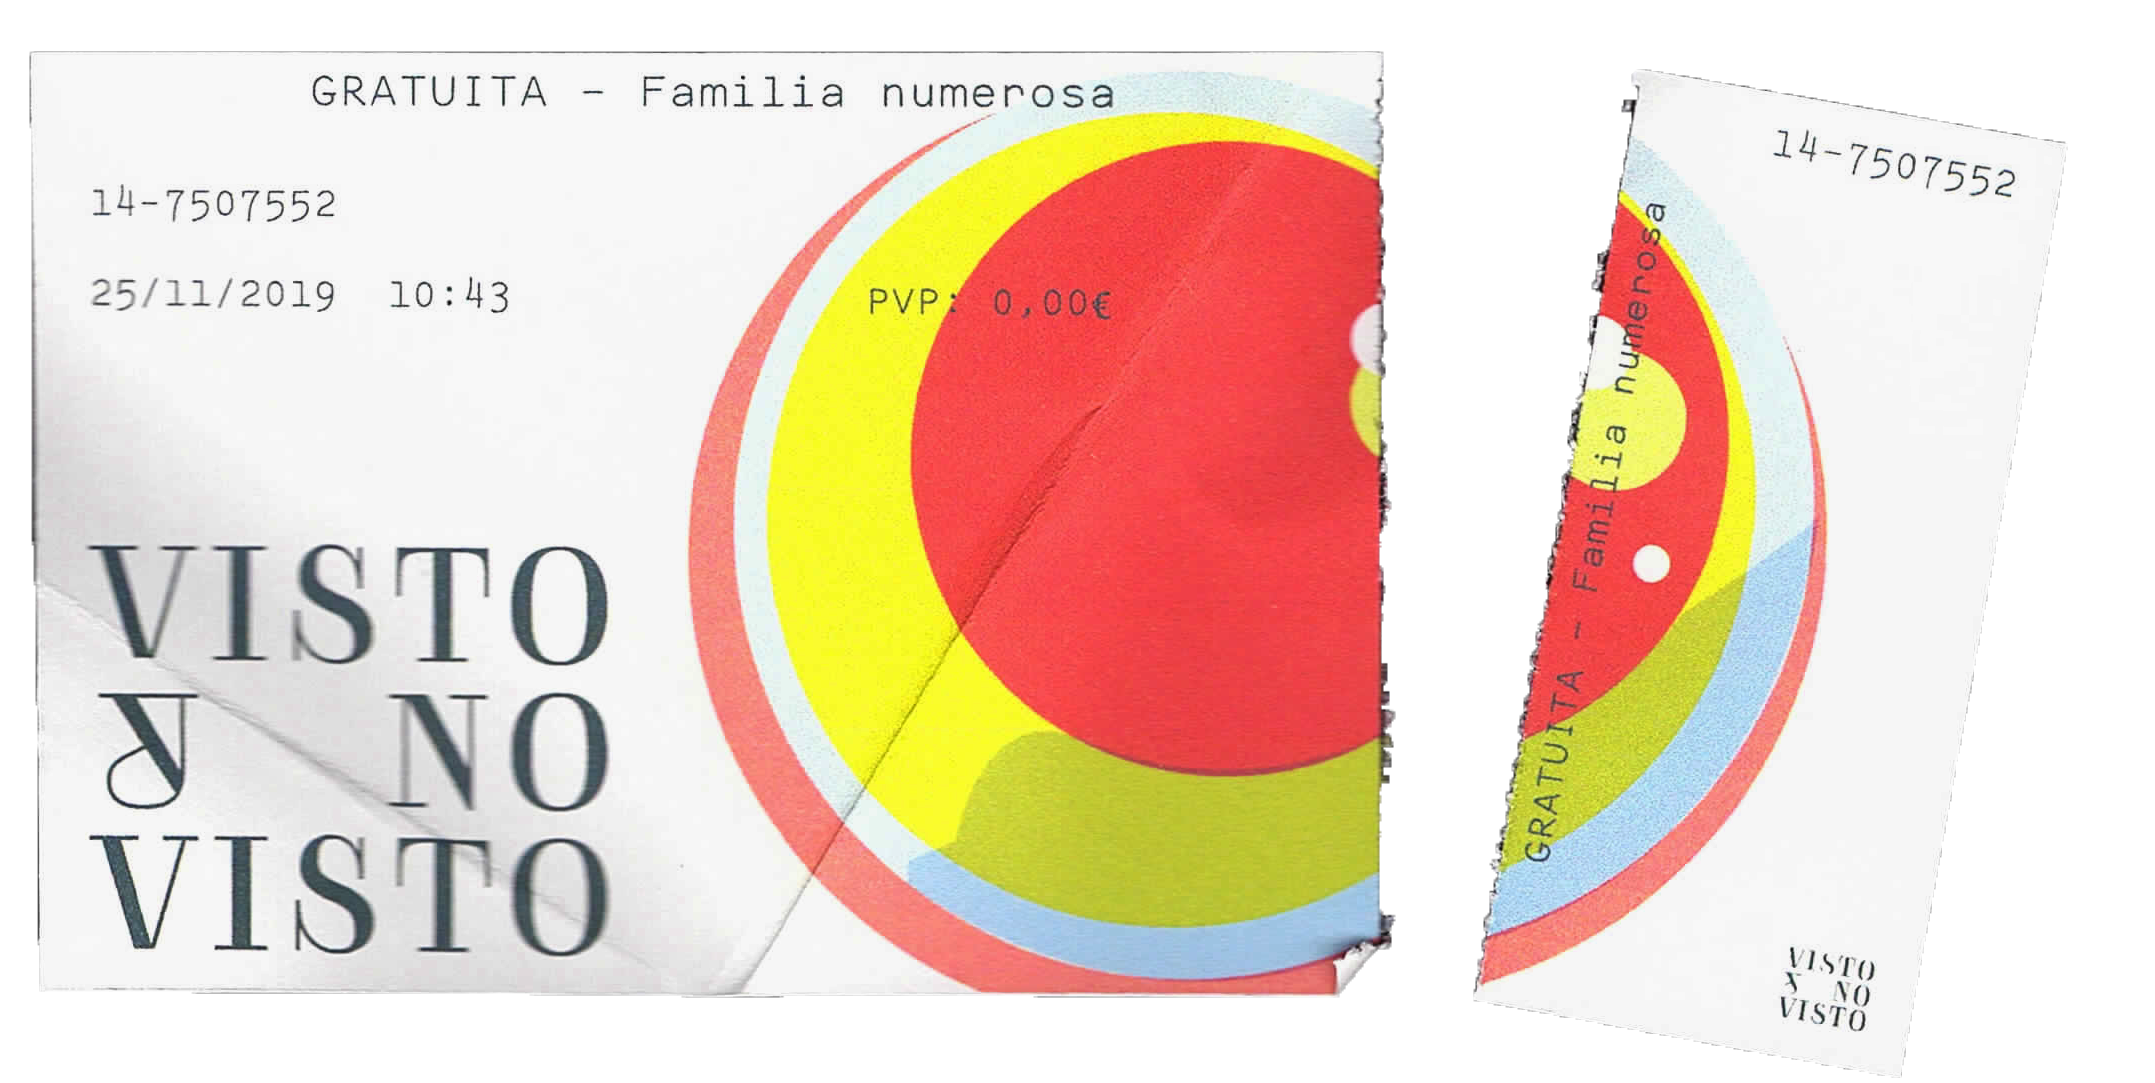 GRATUITA - Familia numerosa
14-7507552
25/11/2019 10:43 PVP: 0,00€
VISTO
& NO
VISTO
14-7507552
GRATUITA - Familia numerosa
VISTO
& NO
VISTO